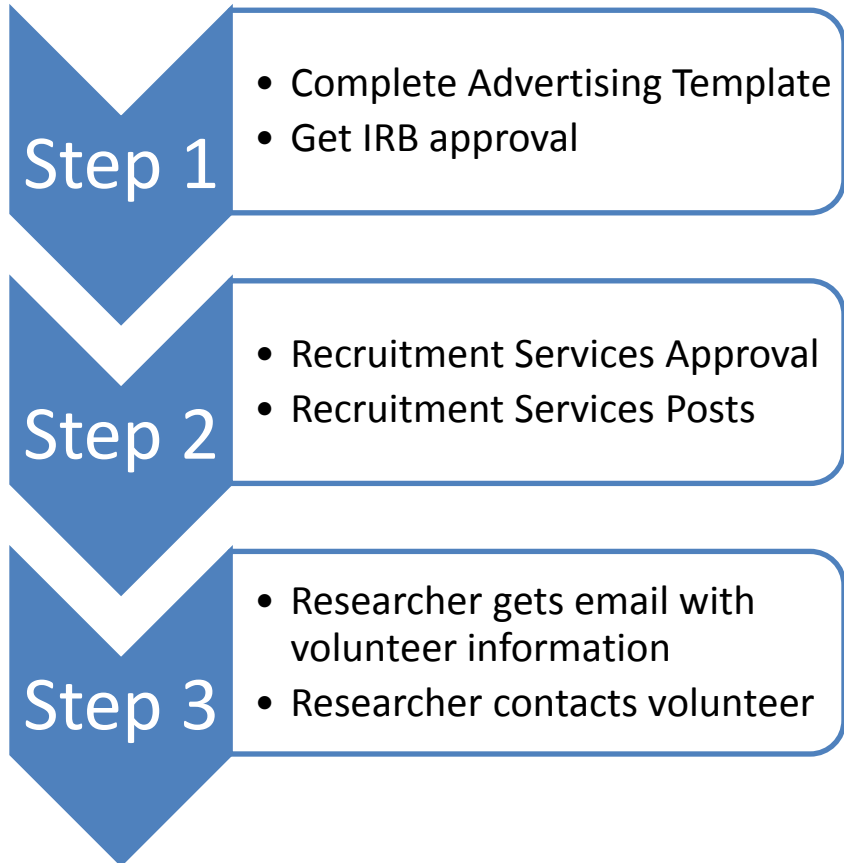 Step 1
• Complete Advertising Template
• Get IRB approval
Step 2
• Recruitment Services Approval
• Recruitment Services Posts
Step 3
• Researcher gets email with
volunteer information
• Researcher contacts volunteer